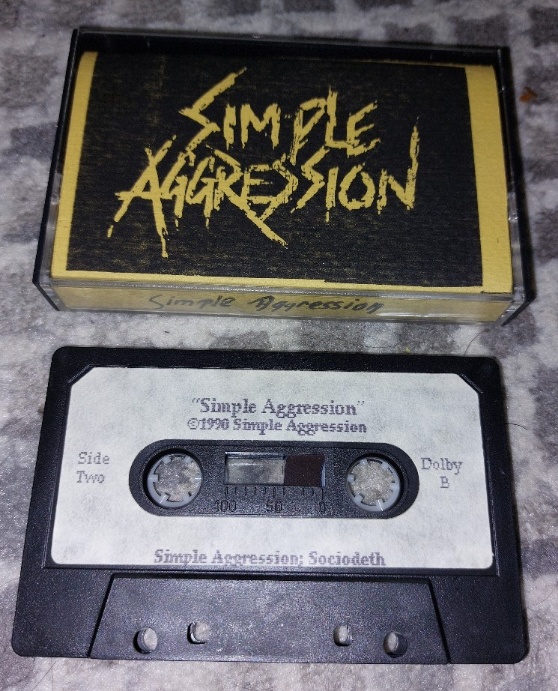 SIMPLE
AGGRESSION
Simple Aggression
"Simple Aggression"
©1990 Simple Aggression
Side
Two
Dolby
B
100 50 0
Simple Aggression; Sociodeth